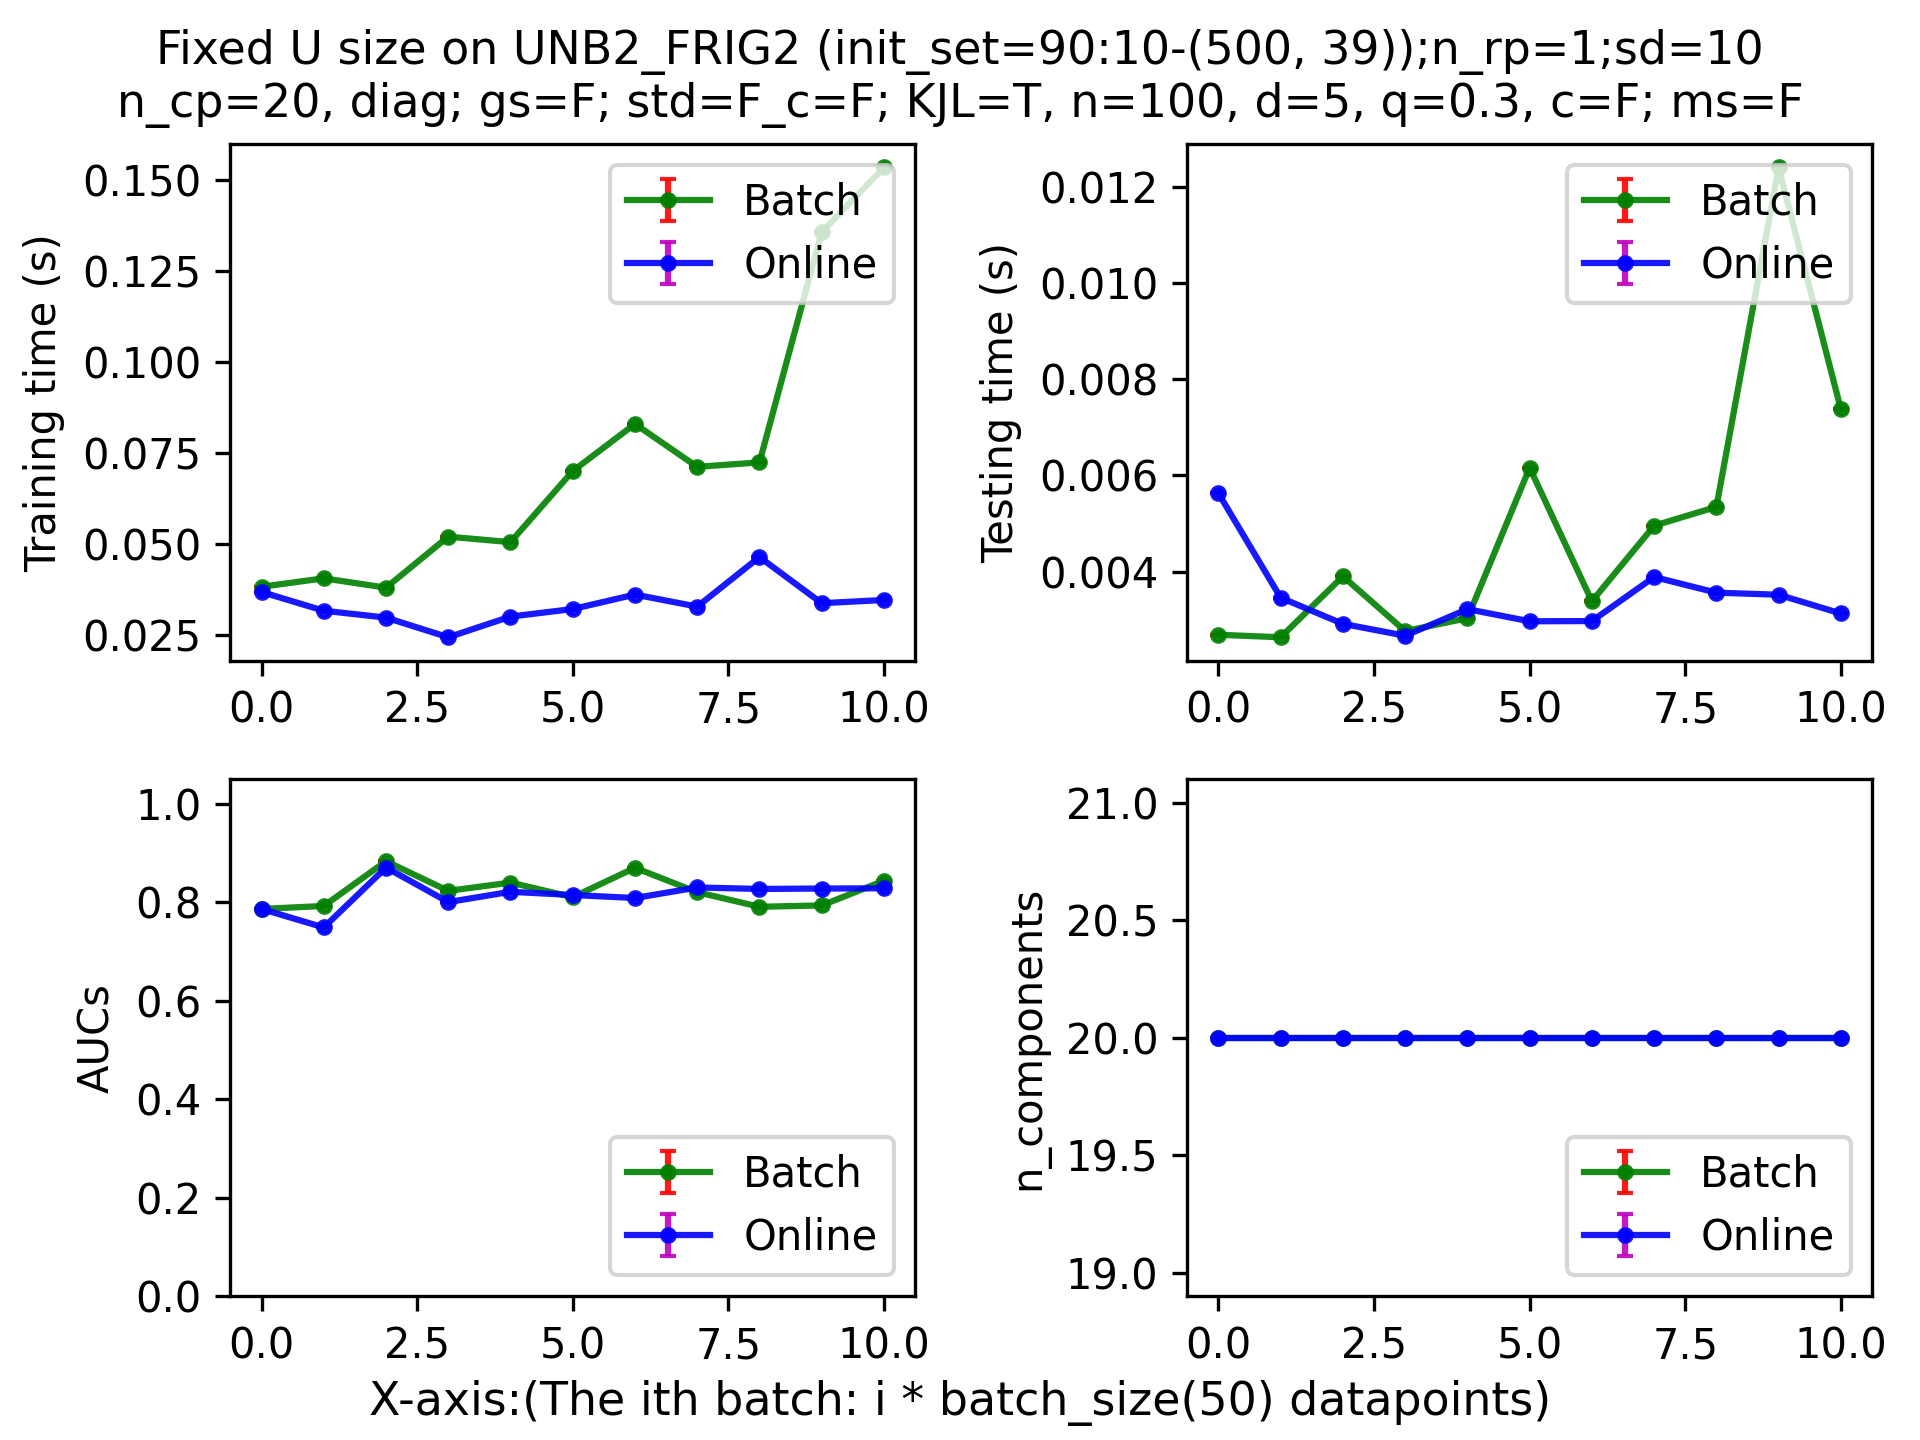 Fixed U size on UNB2_FRIG2 (init_set=90:10-(500, 39));n_rp=1;sd=10
n_cp=20, diag; gs=F; std=F_c=F; KJL=T, n=100, d=5, q=0.3, c=F; ms=F
Training time (s)
0.150
0.125
0.100
0.075
0.050
0.025
0.0 2.5 5.0 7.5 10.0
Batch
Online
Testing time (s)
0.012
0.010
0.008
0.006
0.004
0.0 2.5 5.0 7.5 10.0
Batch
Online
AUCs
1.0
0.8
0.6
0.4
0.2
0.0
0.0 2.5 5.0 7.5 10.0
Batch
Online
n_components
21.0
20.5
20.0
19.5
19.0
0.0 2.5 5.0 7.5 10.0
Batch
Online
X-axis:(The ith batch: i * batch_size(50) datapoints)